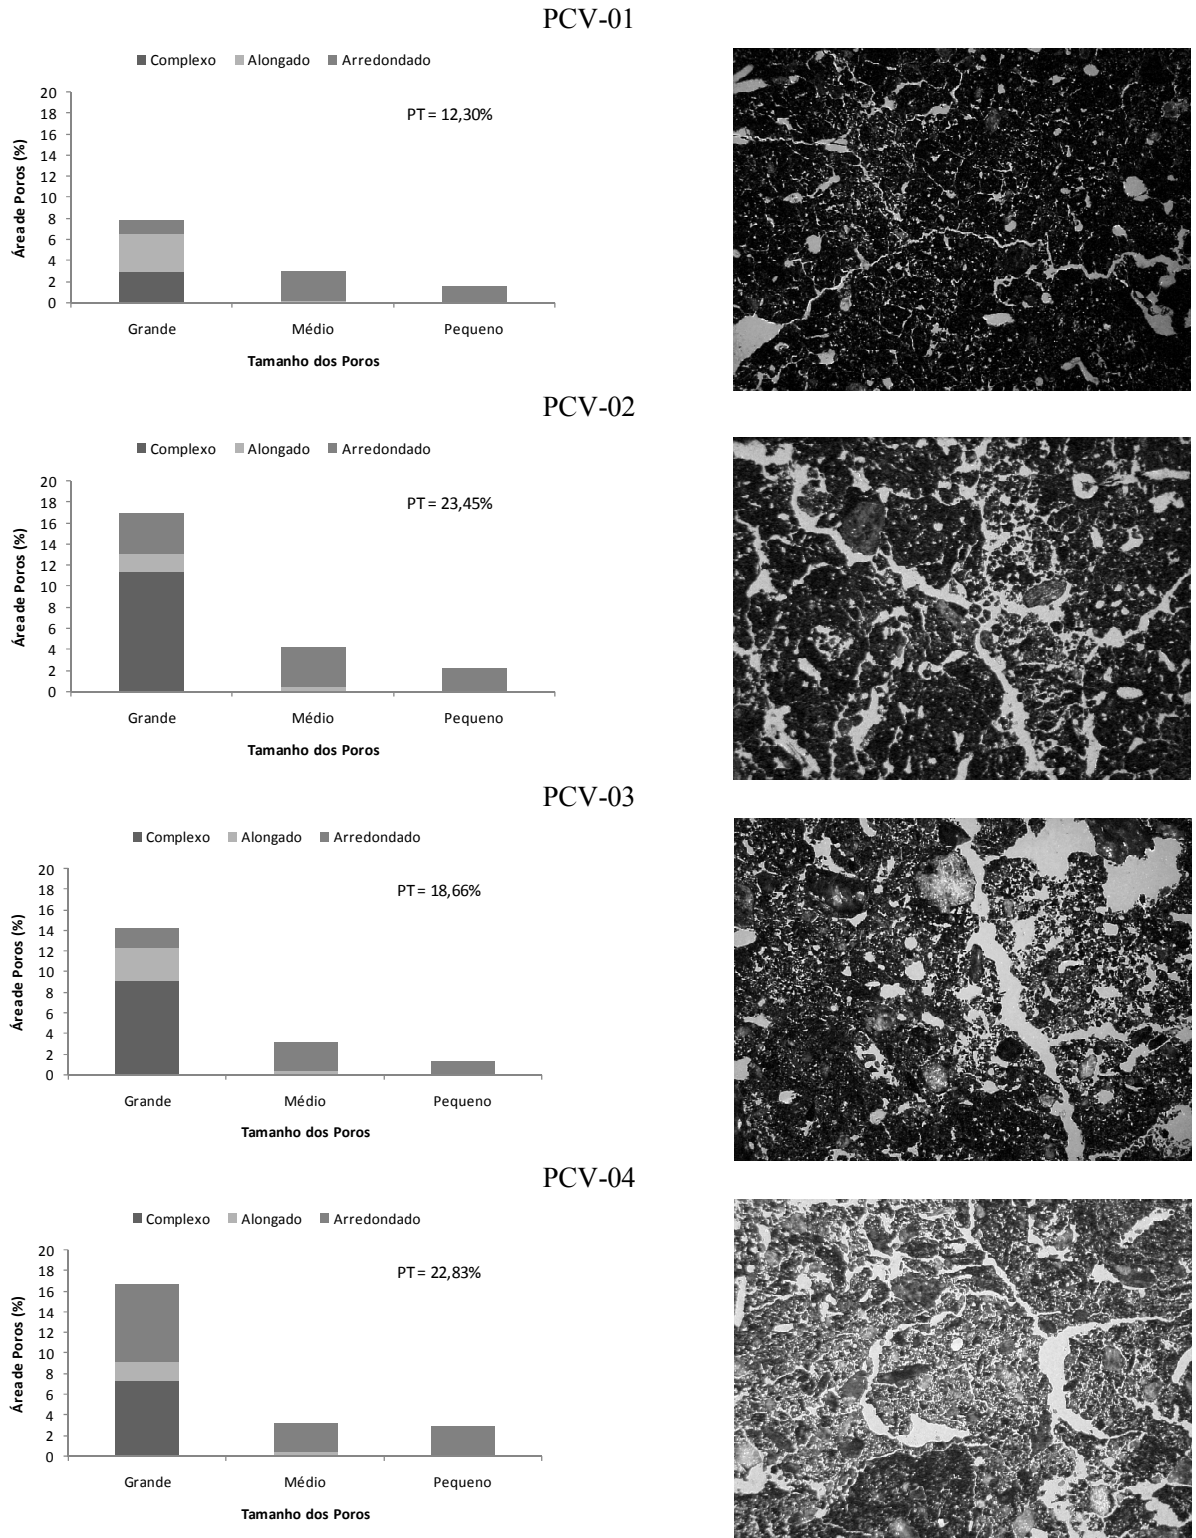 PCV-01
Complexo Alongado Arredondado
PT = 12,30%
Área de Poros (%)
20
18
16
14
12
10
8
6
4
2
0
Grande Médio Pequeno
Tamanho dos Poros
PCV-02
Complexo Alongado Arredondado
PT = 23,45%
Área de Poros (%)
20
18
16
14
12
10
8
6
4
2
0
Grande Médio Pequeno
Tamanho dos Poros
PCV-03
Complexo Alongado Arredondado
PT = 18,66%
Área de Poros (%)
20
18
16
14
12
10
8
6
4
2
0
Grande Médio Pequeno
Tamanho dos Poros
PCV-04
Complexo Alongado Arredondado
PT = 22,83%
Área de Poros (%)
20
18
16
14
12
10
8
6
4
2
0
Grande Médio Pequeno
Tamanho dos Poros